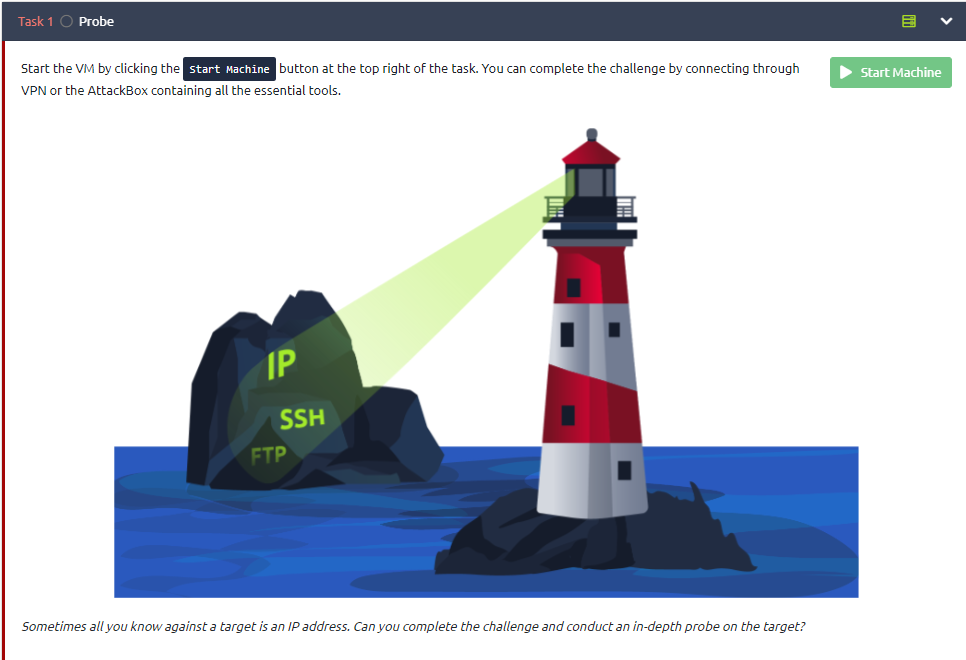 Task 1 Probe
Start the VM by clicking the Start Machine button at the top right of the task. You can complete the challenge by connecting through
VPN or the AttackBox containing all the essential tools.
Start Machine
IP
SSH
FTP
Sometimes all you know against a target is an IP address. Can you complete the challenge and conduct an in-depth probe on the target?